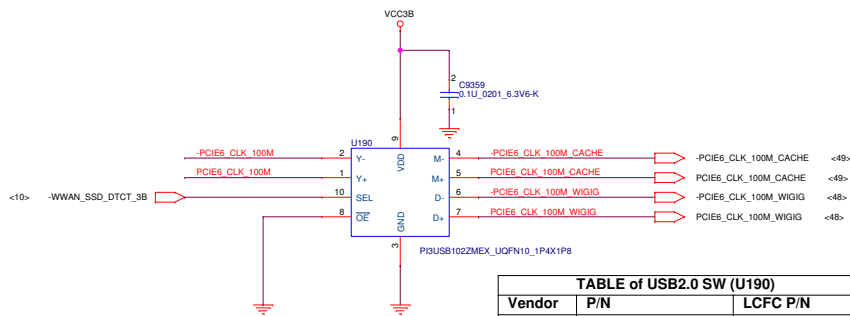 VCC3B
2
C9359
0.1U_0201_6.3V6-K
1
U190
9
-PCIE6_CLK_100M 2 Y- VDD M- 4 -PCIE6_CLK_100M_CACHE -PCIE6_CLK_100M_CACHE <49>
PCIE6_CLK_100M 1 Y+ M+ 5 PCIE6_CLK_100M_CACHE PCIE6_CLK_100M_CACHE <49>
<10> -WWAN_SSD_DTCT_3B 10 SEL D- 6 -PCIE6_CLK_100M_WIGIG -PCIE6_CLK_100M_WIGIG <48>
8 OE GND D+ 7 PCIE6_CLK_100M_WIGIG PCIE6_CLK_100M_WIGIG <48>
3
PI3USB102ZMEX_UQFN10_1P4X1P8
TABLE of USB2.0 SW (U190)
Vendor P/N LCFC P/N